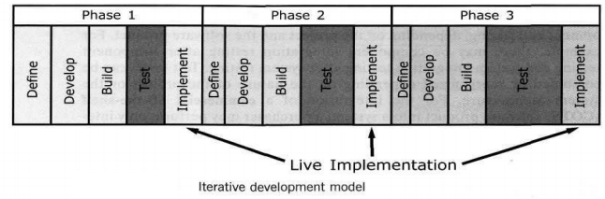 Phase 1 Phase 2 Phase 3
Define Develop Build Test Implement Define Develop Build Test Implement Define Develop Build Test Implement
Live Implementation
Iterative development model